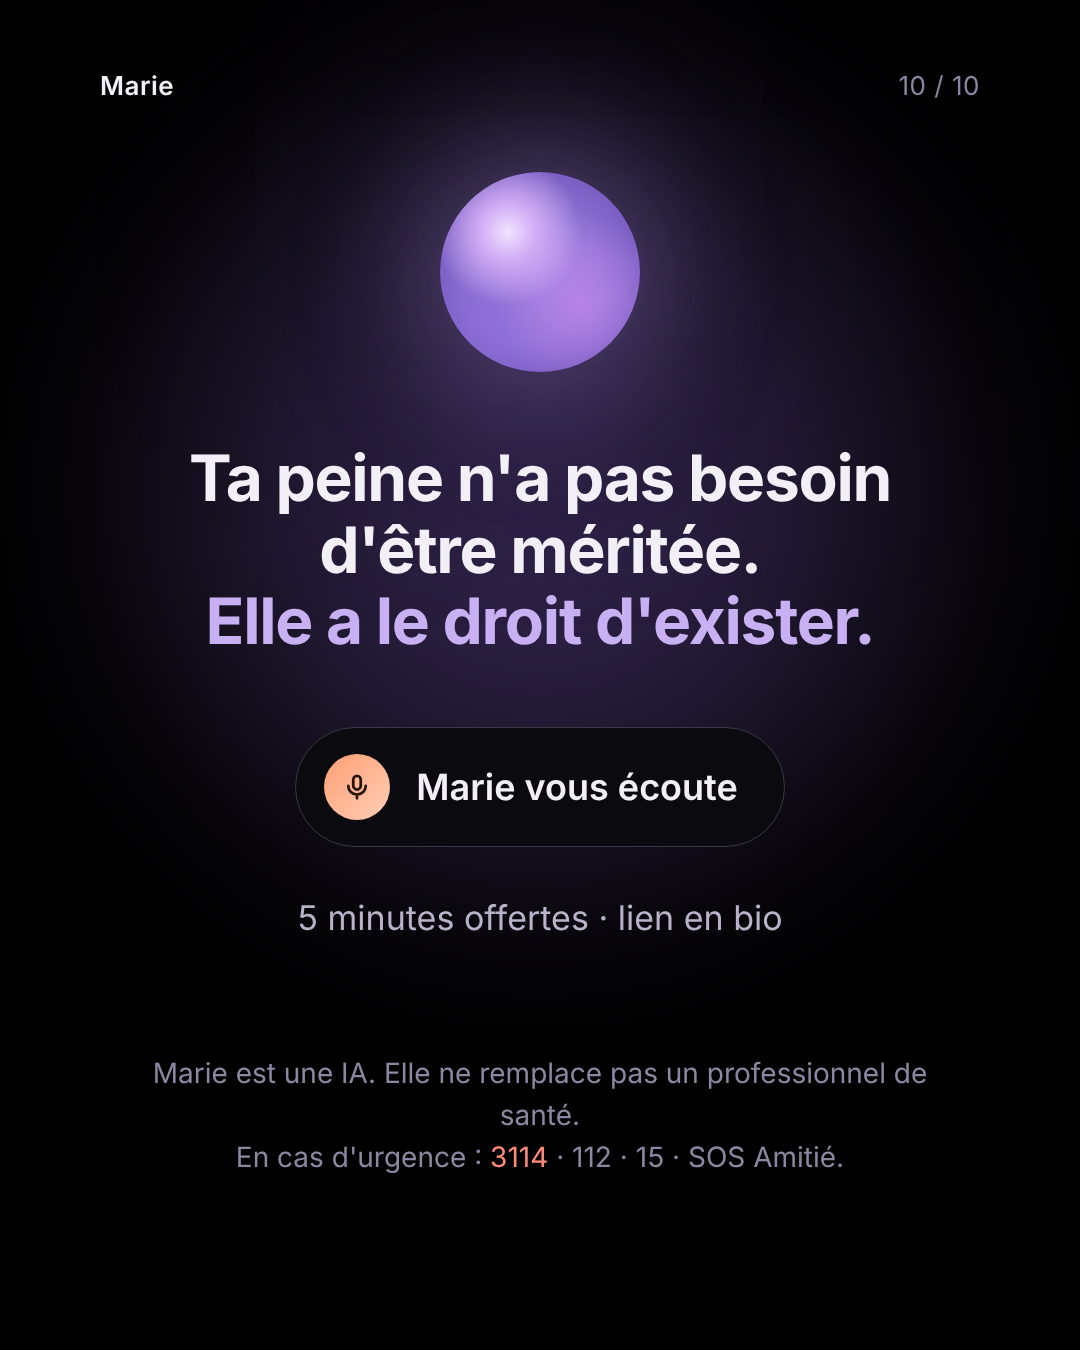 Marie
10 / 10
Ta peine n'a pas besoin
d'être méritée.
Elle a le droit d'exister.
Marie vous écoute
5 minutes offertes · lien en bio
Marie est une IA. Elle ne remplace pas un professionnel de
santé.
En cas d'urgence : 3114 · 112 · 15 · SOS Amitié.